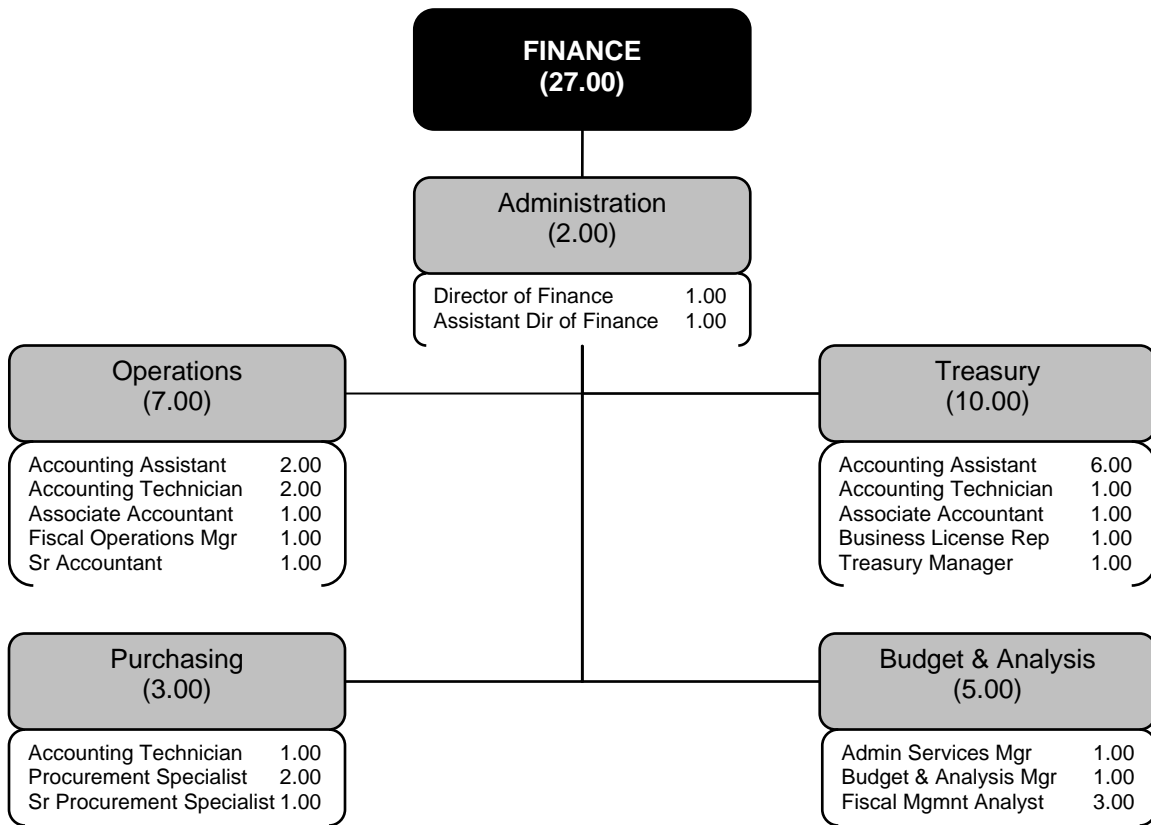 FINANCE
(27.00)
Administration
(2.00)
Director of Finance 1.00
Assistant Dir of Finance 1.00
Operations
(7.00)
Accounting Assistant 2.00
Accounting Technician 2.00
Associate Accountant 1.00
Fiscal Operations Mgr 1.00
Sr Accountant 1.00
Treasury
(10.00)
Accounting Assistant 6.00
Accounting Technician 1.00
Associate Accountant 1.00
Business License Rep 1.00
Treasury Manager 1.00
Purchasing
(3.00)
Accounting Technician 1.00
Procurement Specialist 2.00
Sr Procurement Specialist 1.00
Budget & Analysis
(5.00)
Admin Services Mgr 1.00
Budget & Analysis Mgr 1.00
Fiscal Mgmnt Analyst 3.00